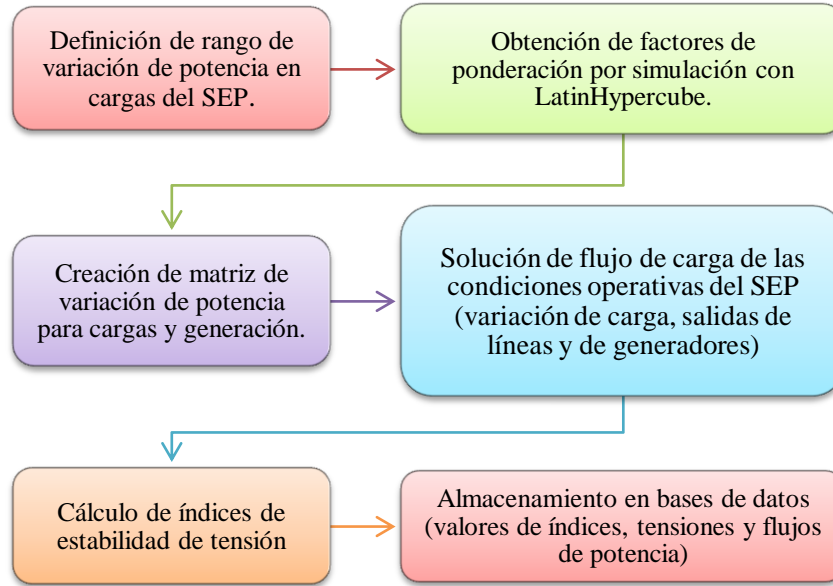 Definición de rango de
variación de potencia en
cargas del SEP.
Obtención de factores de
ponderación por simulación con
LatinHypercube.
Creación de matriz de
variación de potencia
para cargas y generación.
Solución de flujo de carga de las
condiciones operativas del SEP
(variación de carga, salidas de
líneas y de generadores)
Cálculo de índices de
estabilidad de tensión
Almacenamiento en bases de datos
(valores de índices, tensiones y flujos
de potencia)